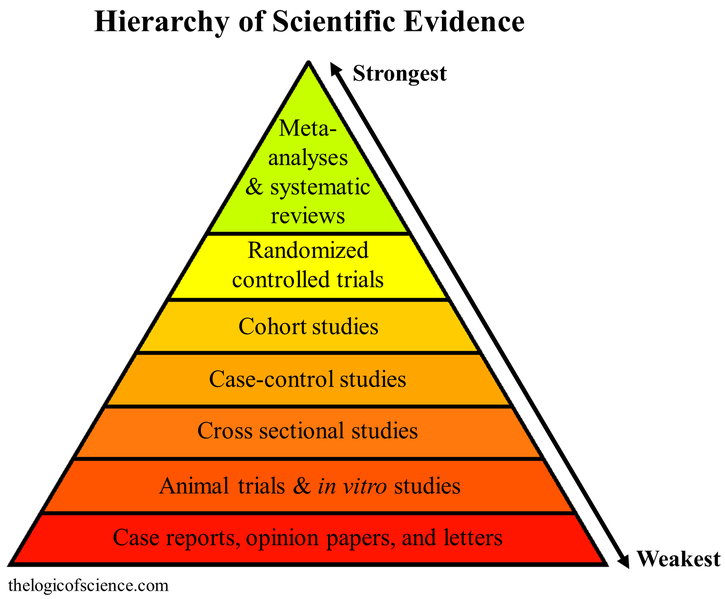 Hierarchy of Scientific Evidence
Strongest
Meta-
analyses
& systematic
reviews
Randomized
controlled trials
Cohort studies
Case-control studies
Cross sectional studies
Animal trials & in vitro studies
Case reports, opinion papers, and letters
Weakest
thelogicofscience.com